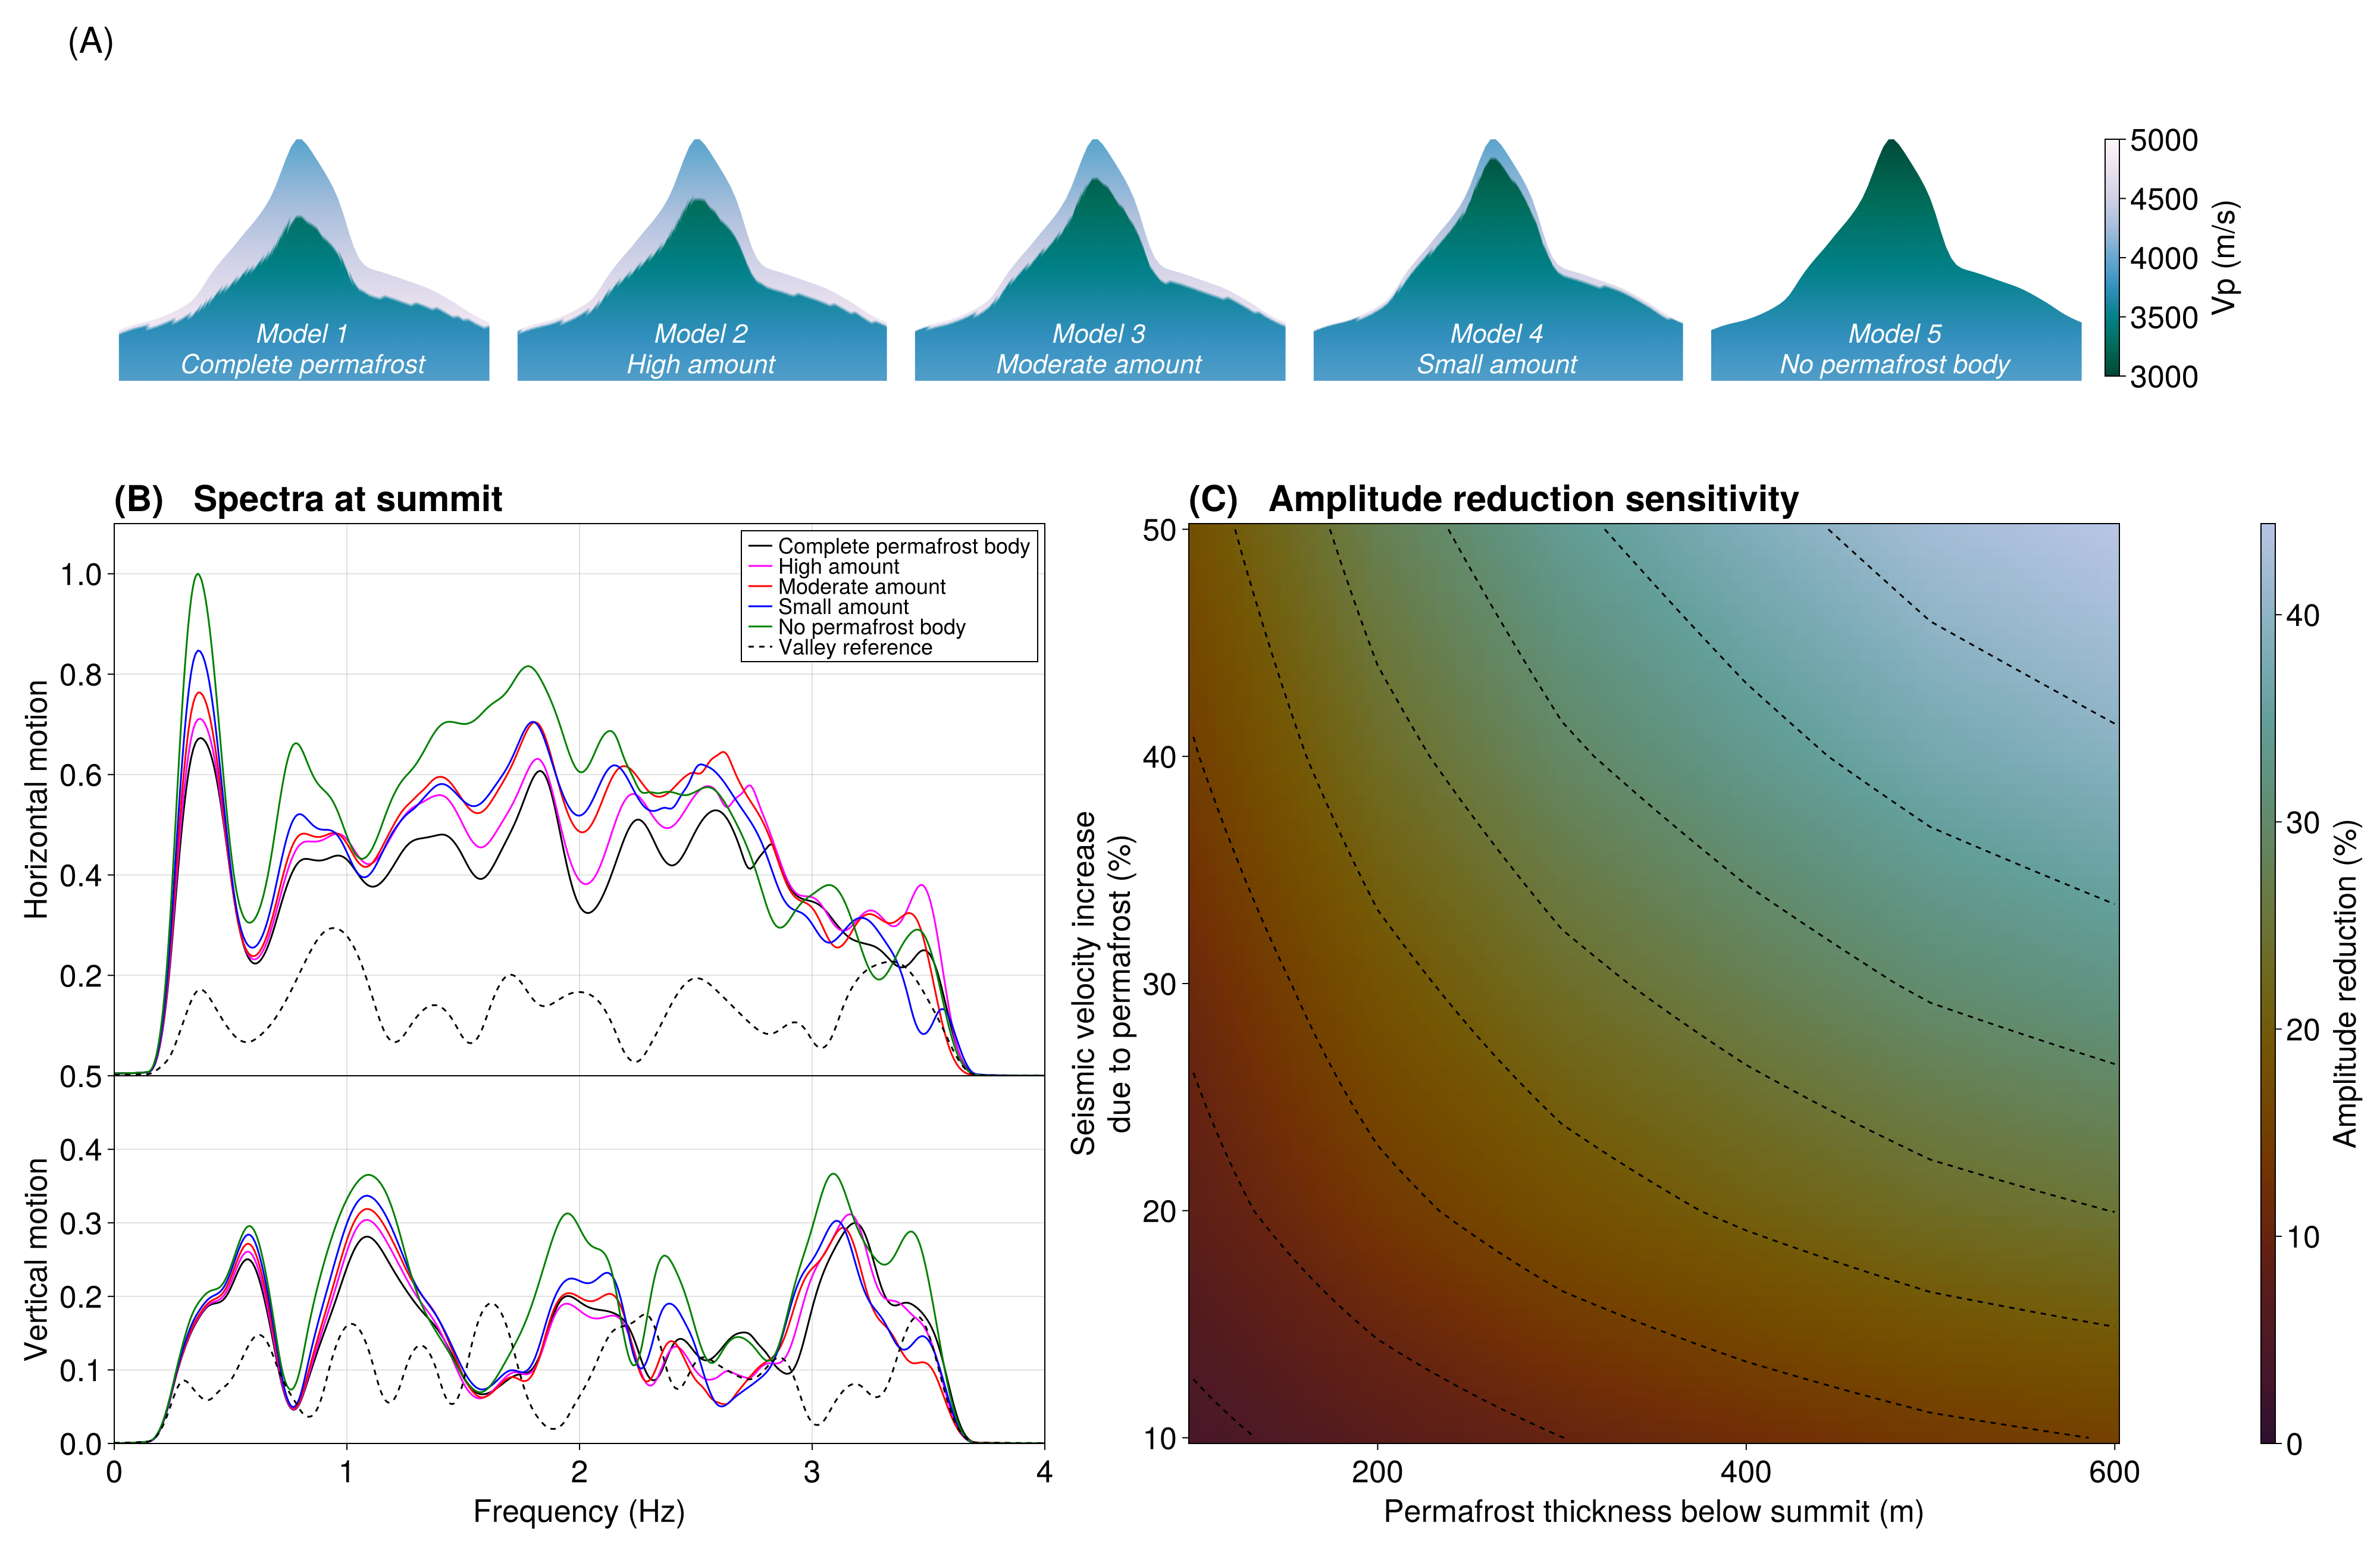 (A)
Model 1
Complete permafrost
Model 2
High amount
Model 3
Moderate amount
Model 4
Small amount
Model 5
No permafrost body
5000
4500
4000
3500
3000
Vp (m/s)
(B) Spectra at summit
1.0
0.8
0.6
0.4
0.2
Horizontal motion
Complete permafrost body
High amount
Moderate amount
Small amount
No permafrost body
Valley reference
0.5
0.4
0.3
0.2
0.1
0.0
Vertical motion
0 1 2 3 4
Frequency (Hz)
(C) Amplitude reduction sensitivity
50
40
30
20
10
Seismic velocity increase
due to permafrost (%)
200 400 600
Permafrost thickness below summit (m)
40
30
20
10
0
Amplitude reduction (%)